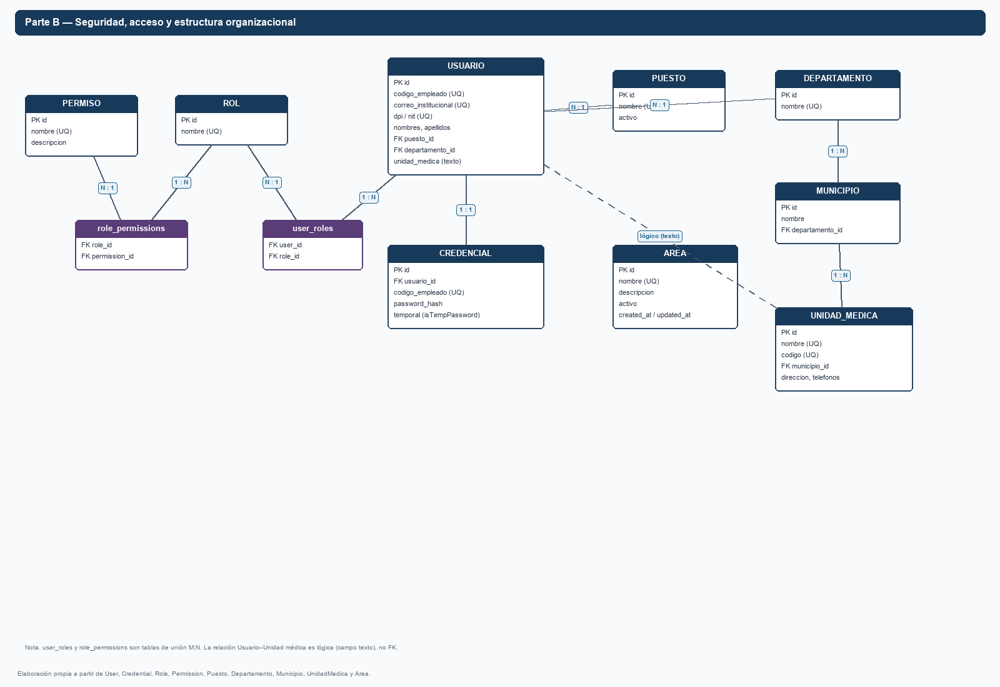 Parte B — Seguridad, acceso y estructura organizacional
USUARIO
PK id
codigo_empleado (UQ)
correo_institucional (UQ)
dpi / nit (UQ)
nombres, apellidos
FK puesto_id
FK departamento_id
unidad_medica (texto)
PUESTO
PK id
nombre (U
activo
DEPARTAMENTO
PK id
nombre (UQ)
N : 1
N : 1
PERMISO
PK id
nombre (UQ)
descripcion
ROL
PK id
nombre (UQ)
1 : N
N : 1
1 : N
N : 1
1 : N
1 : 1
MUNICIPIO
PK id
nombre
FK departamento_id
role_permissions
FK role_id
FK permission_id
user_roles
FK user_id
FK role_id
lógico (texto)
CREDENCIAL
PK id
FK usuario_id
codigo_empleado (UQ)
password_hash
temporal (isTempPassword)
AREA
PK id
nombre (UQ)
descripcion
activo
created_at / updated_at
1 : N
UNIDAD_MEDICA
PK id
nombre (UQ)
codigo (UQ)
FK municipio_id
direccion, telefonos
Nota. user_roles y role_permissions son tablas de unión M:N. La relación Usuario–Unidad médica es lógica (campo texto), no FK.
Elaboración propia a partir de User, Credential, Role, Permission, Puesto, Departamento, Municipio, UnidadMedica y Area.